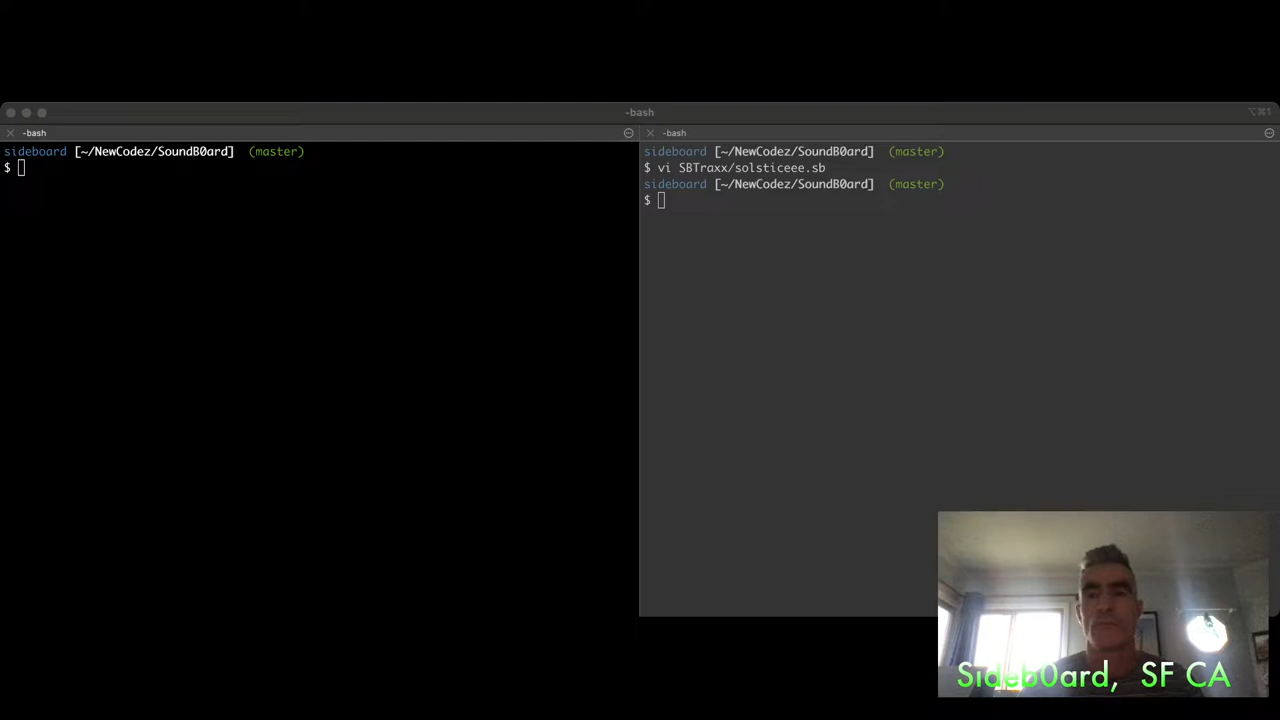 -bash
⌥⌘1
-bash
sideboard [~/NewCodez/SoundB0ard] (master)
$
-bash
sideboard [~/NewCodez/SoundB0ard] (master)
$ vi SBTraxx/solsticeee.sb
sideboard [~/NewCodez/SoundB0ard] (master)
$
Sideb0ard, SF CA